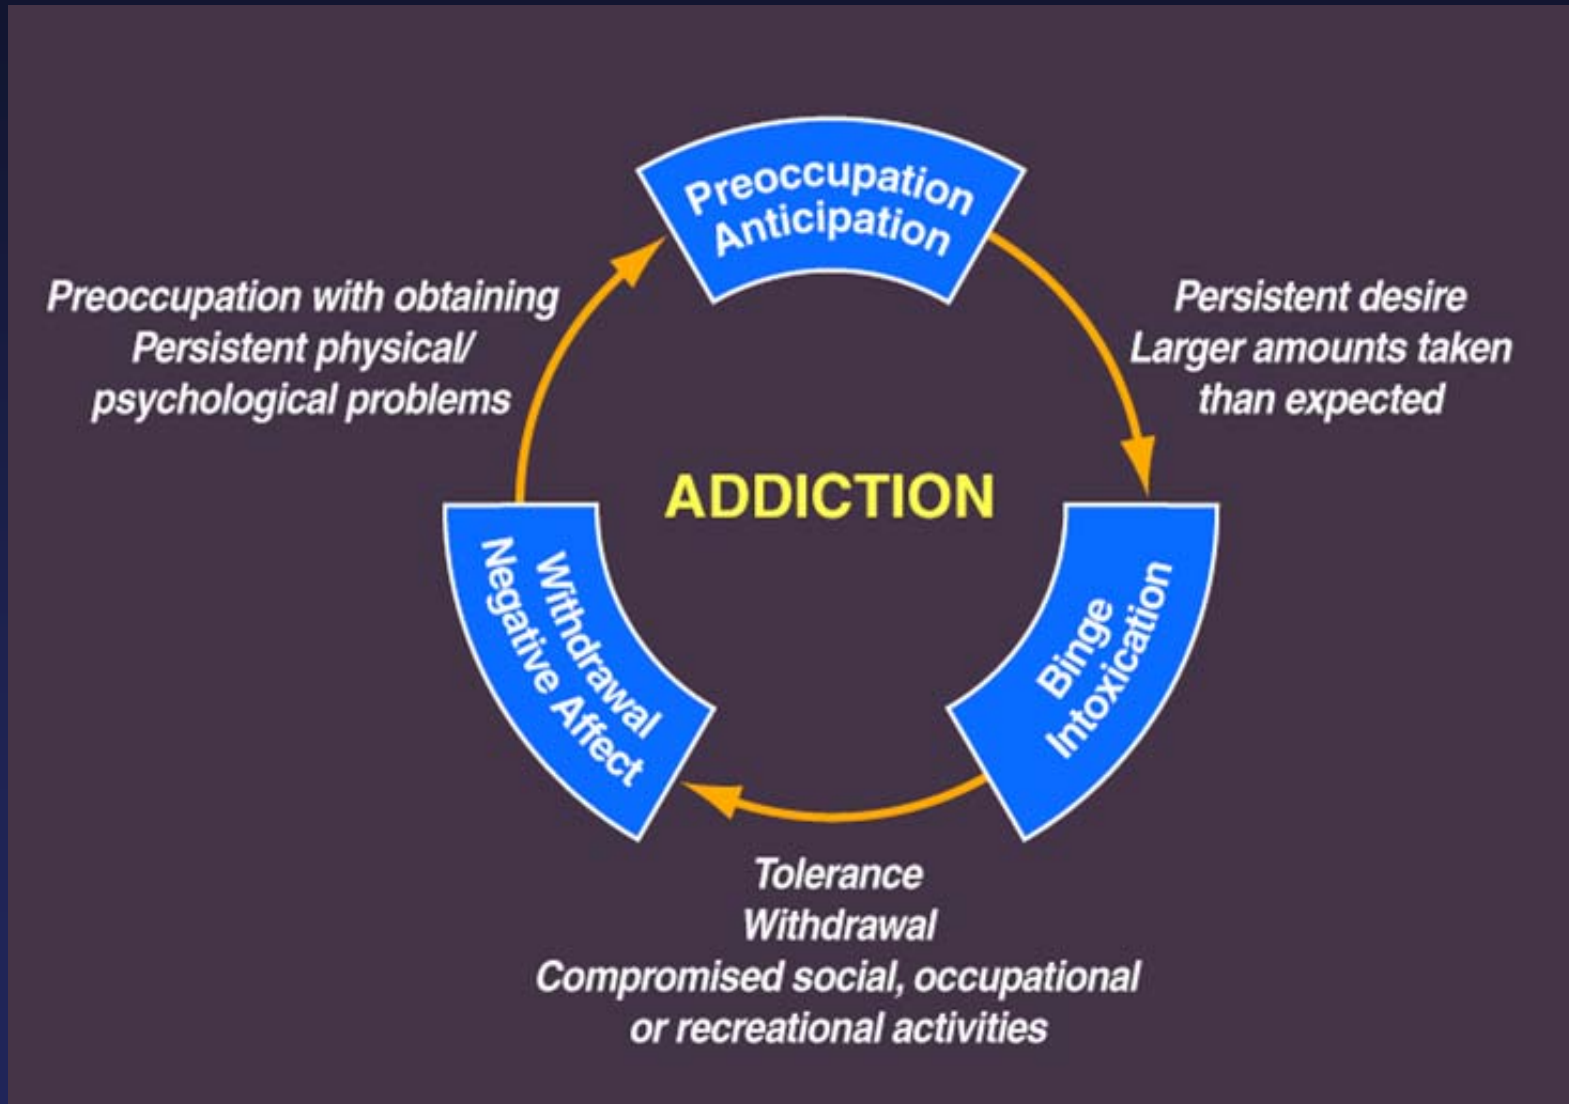 Preoccupation
Anticipation
Preoccupation with obtaining
Persistent physical/
psychological problems
Persistent desire
Larger amounts taken
than expected
ADDICTION
Withdrawal
Negative Affect
Binge
Intoxication
Tolerance
Withdrawal
Compromised social, occupational
or recreational activities